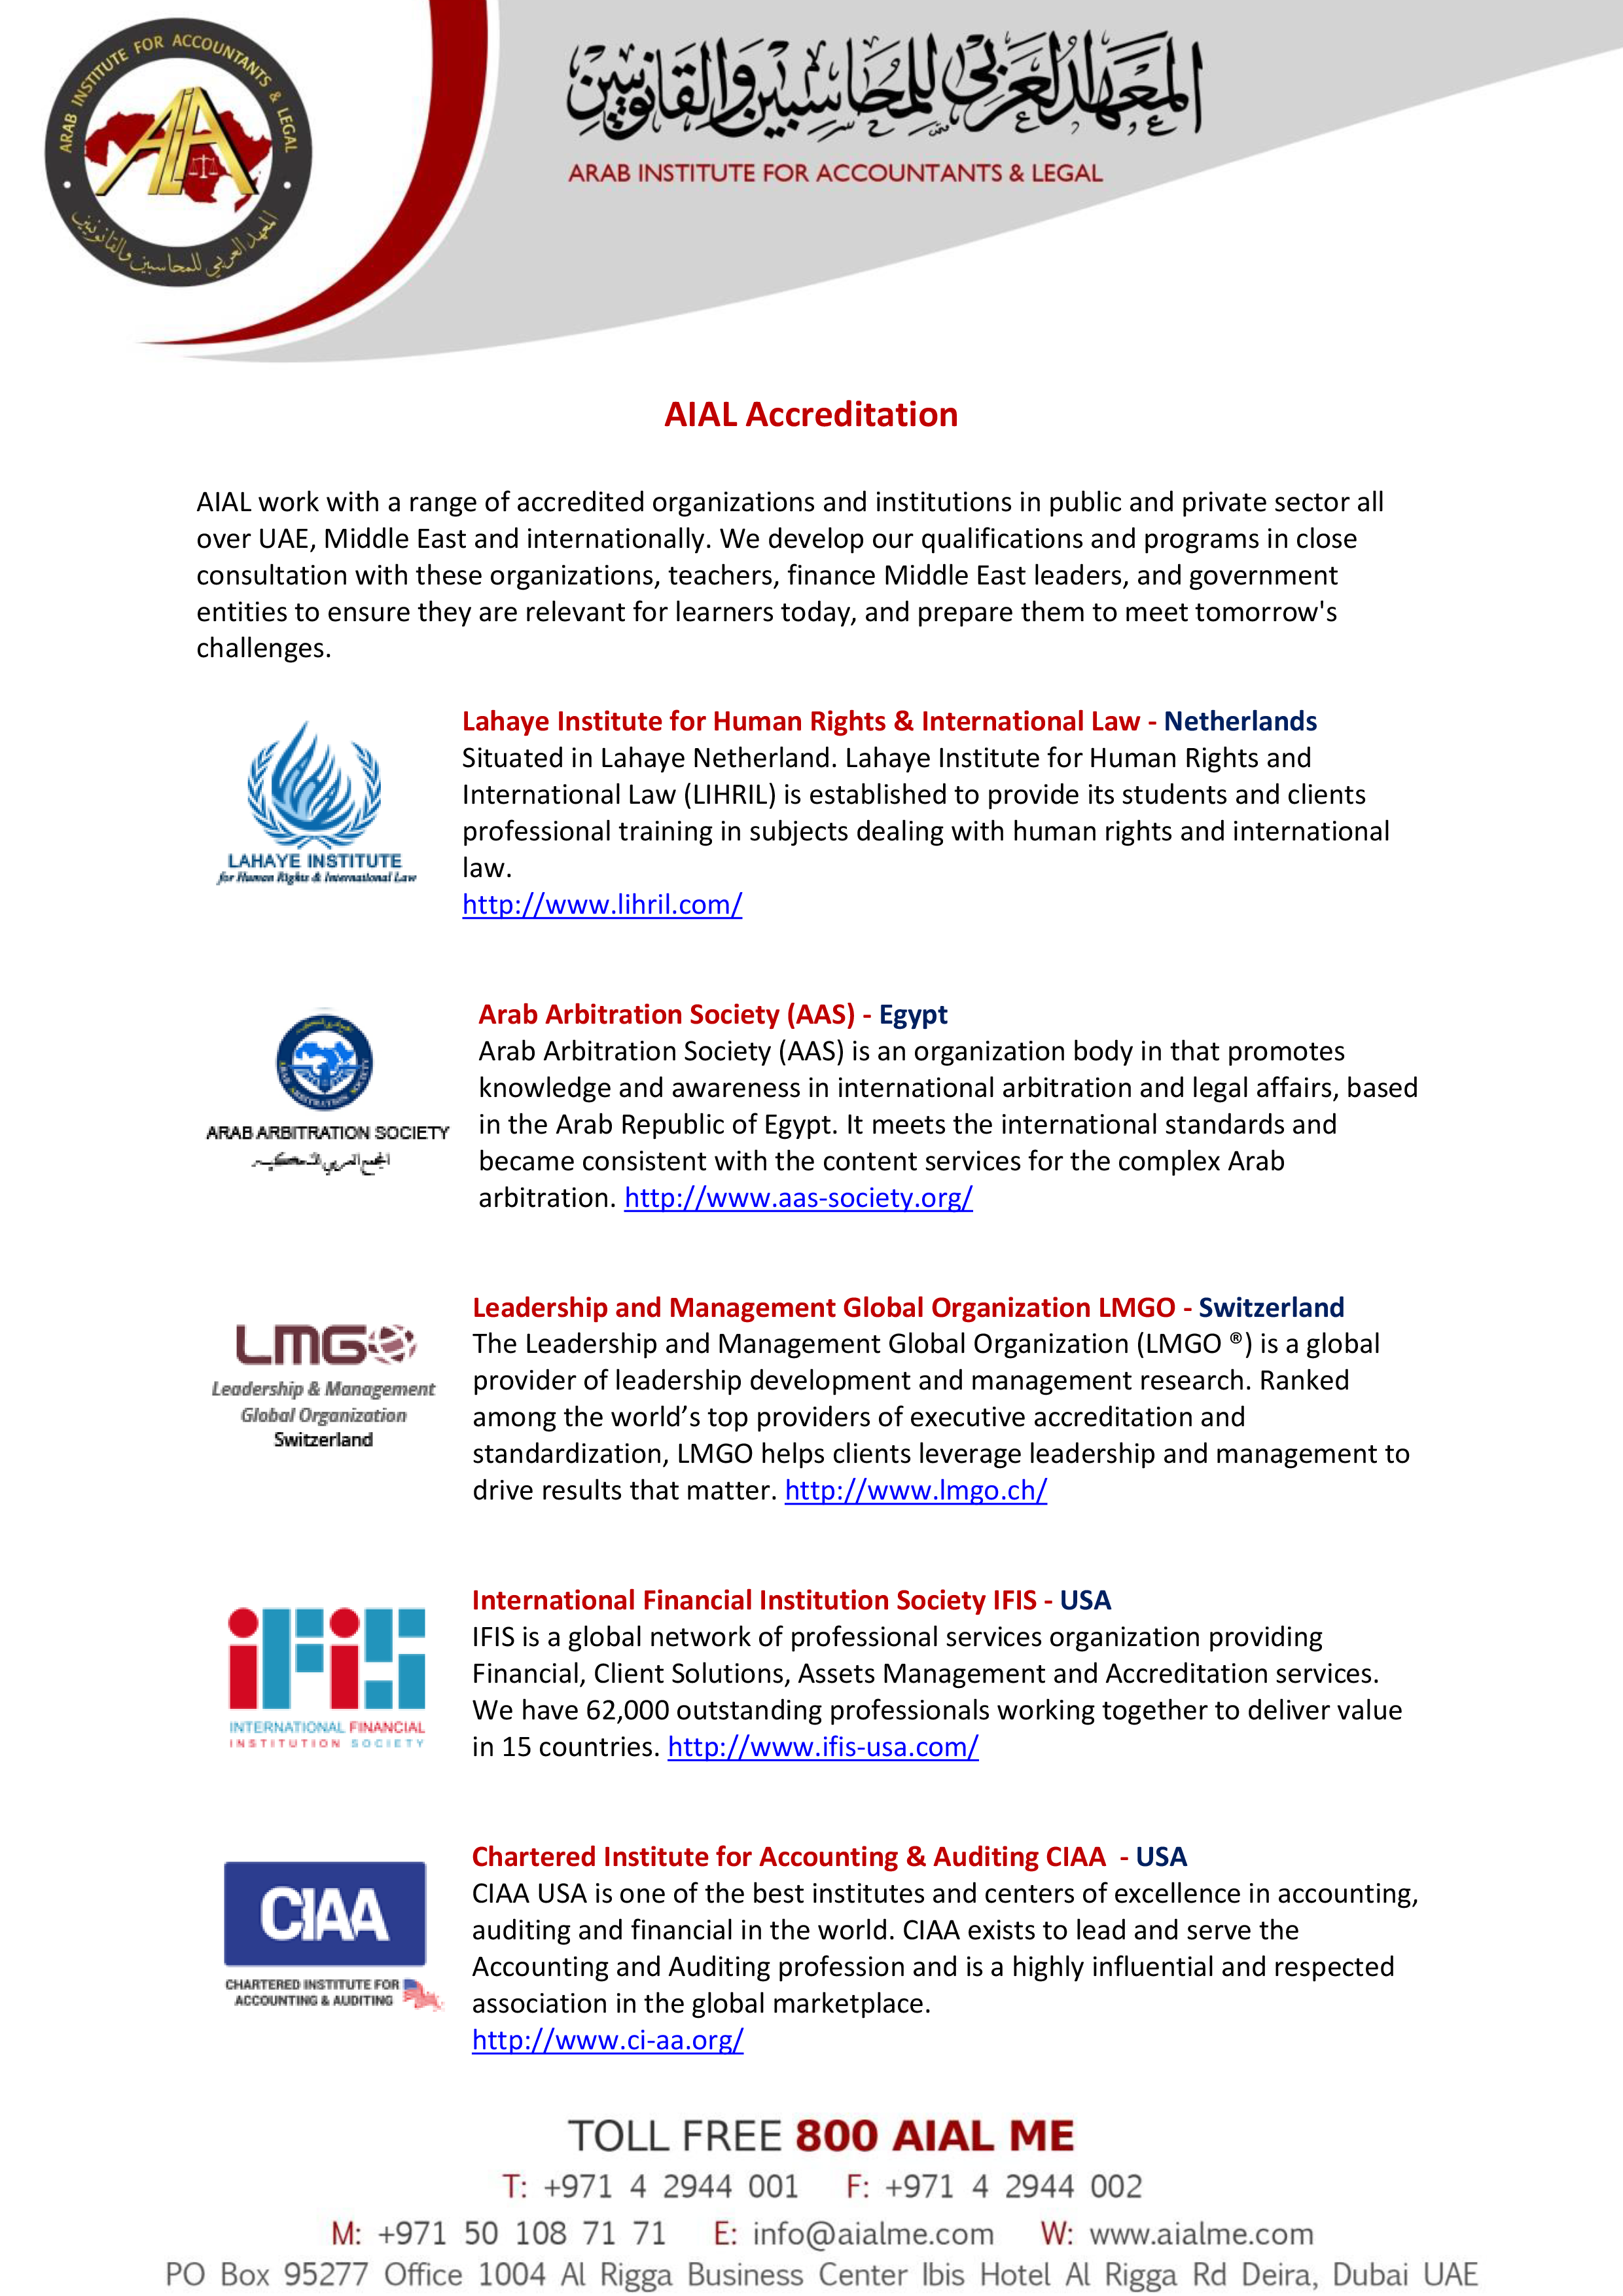 ARAB INSTITUTE FOR ACCOUNTANTS & LEGAL
المعهد العربي للمحاسبين والقانونيين
AIA
المعهد العربي للمحاسبين والقانونيين
ARAB INSTITUTE FOR ACCOUNTANTS & LEGAL
AIAL Accreditation
AIAL work with a range of accredited organizations and institutions in public and private sector all
over UAE, Middle East and internationally. We develop our qualifications and programs in close
consultation with these organizations, teachers, finance Middle East leaders, and government
entities to ensure they are relevant for learners today, and prepare them to meet tomorrow's
challenges.
LAHAYE INSTITUTE
for Human Rights & International Law
Lahaye Institute for Human Rights & International Law - Netherlands
Situated in Lahaye Netherland. Lahaye Institute for Human Rights and
International Law (LIHRIL) is established to provide its students and clients
professional training in subjects dealing with human rights and international
law.
http://www.lihril.com/
ARAB ARBITRATION SOCIETY
ARAB ARBITRATION SOCIETY
المجمع العربي للتحكيم
Arab Arbitration Society (AAS) - Egypt
Arab Arbitration Society (AAS) is an organization body in that promotes
knowledge and awareness in international arbitration and legal affairs, based
in the Arab Republic of Egypt. It meets the international standards and
became consistent with the content services for the complex Arab
arbitration. http://www.aas-society.org/
LMGO
Leadership & Management
Global Organization
Switzerland
Leadership and Management Global Organization LMGO - Switzerland
The Leadership and Management Global Organization (LMGO ®) is a global
provider of leadership development and management research. Ranked
among the world’s top providers of executive accreditation and
standardization, LMGO helps clients leverage leadership and management to
drive results that matter. http://www.lmgo.ch/
iFiS
INTERNATIONAL FINANCIAL
INSTITUTION SOCIETY
International Financial Institution Society IFIS - USA
IFIS is a global network of professional services organization providing
Financial, Client Solutions, Assets Management and Accreditation services.
We have 62,000 outstanding professionals working together to deliver value
in 15 countries. http://www.ifis-usa.com/
CIAA
CHARTERED INSTITUTE FOR
ACCOUNTING & AUDITING
Chartered Institute for Accounting & Auditing CIAA - USA
CIAA USA is one of the best institutes and centers of excellence in accounting,
auditing and financial in the world. CIAA exists to lead and serve the
Accounting and Auditing profession and is a highly influential and respected
association in the global marketplace.
http://www.ci-aa.org/
TOLL FREE 800 AIAL ME
T: +971 4 2944 001 F: +971 4 2944 002
M: +971 50 108 71 71 E: info@aialme.com W: www.aialme.com
PO Box 95277 Office 1004 Al Rigga Business Center Ibis Hotel Al Rigga Rd Deira, Dubai UAE